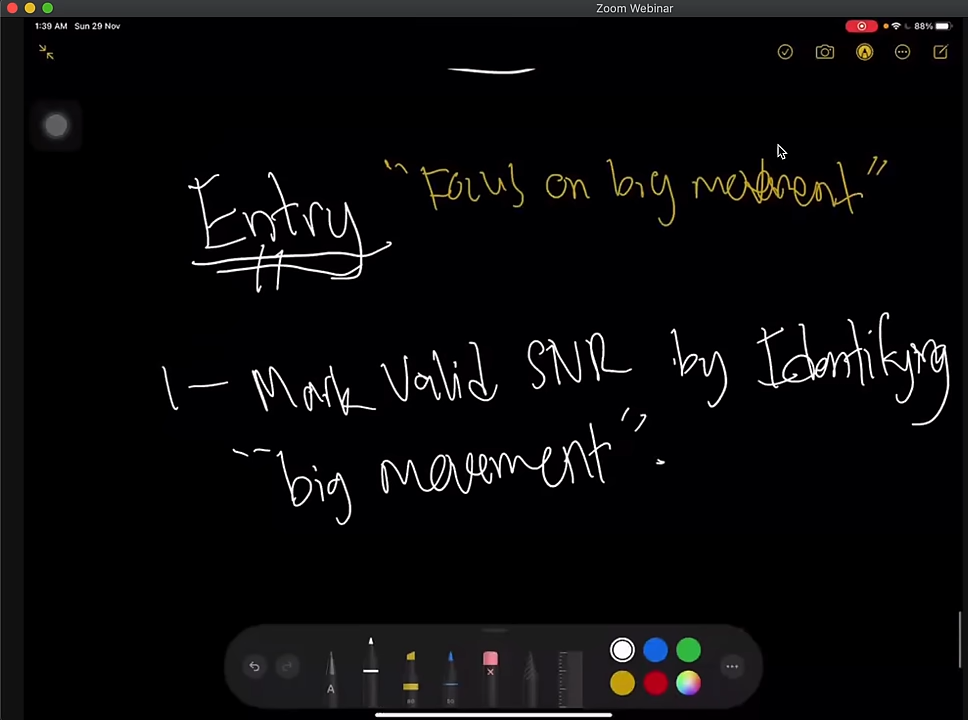 Zoom Webinar
1:39 AM Sun 29 Nov
88%
Entry "Focus on big movement"
1- Mark Valid SNR by Identifying
"big movement".
A
80